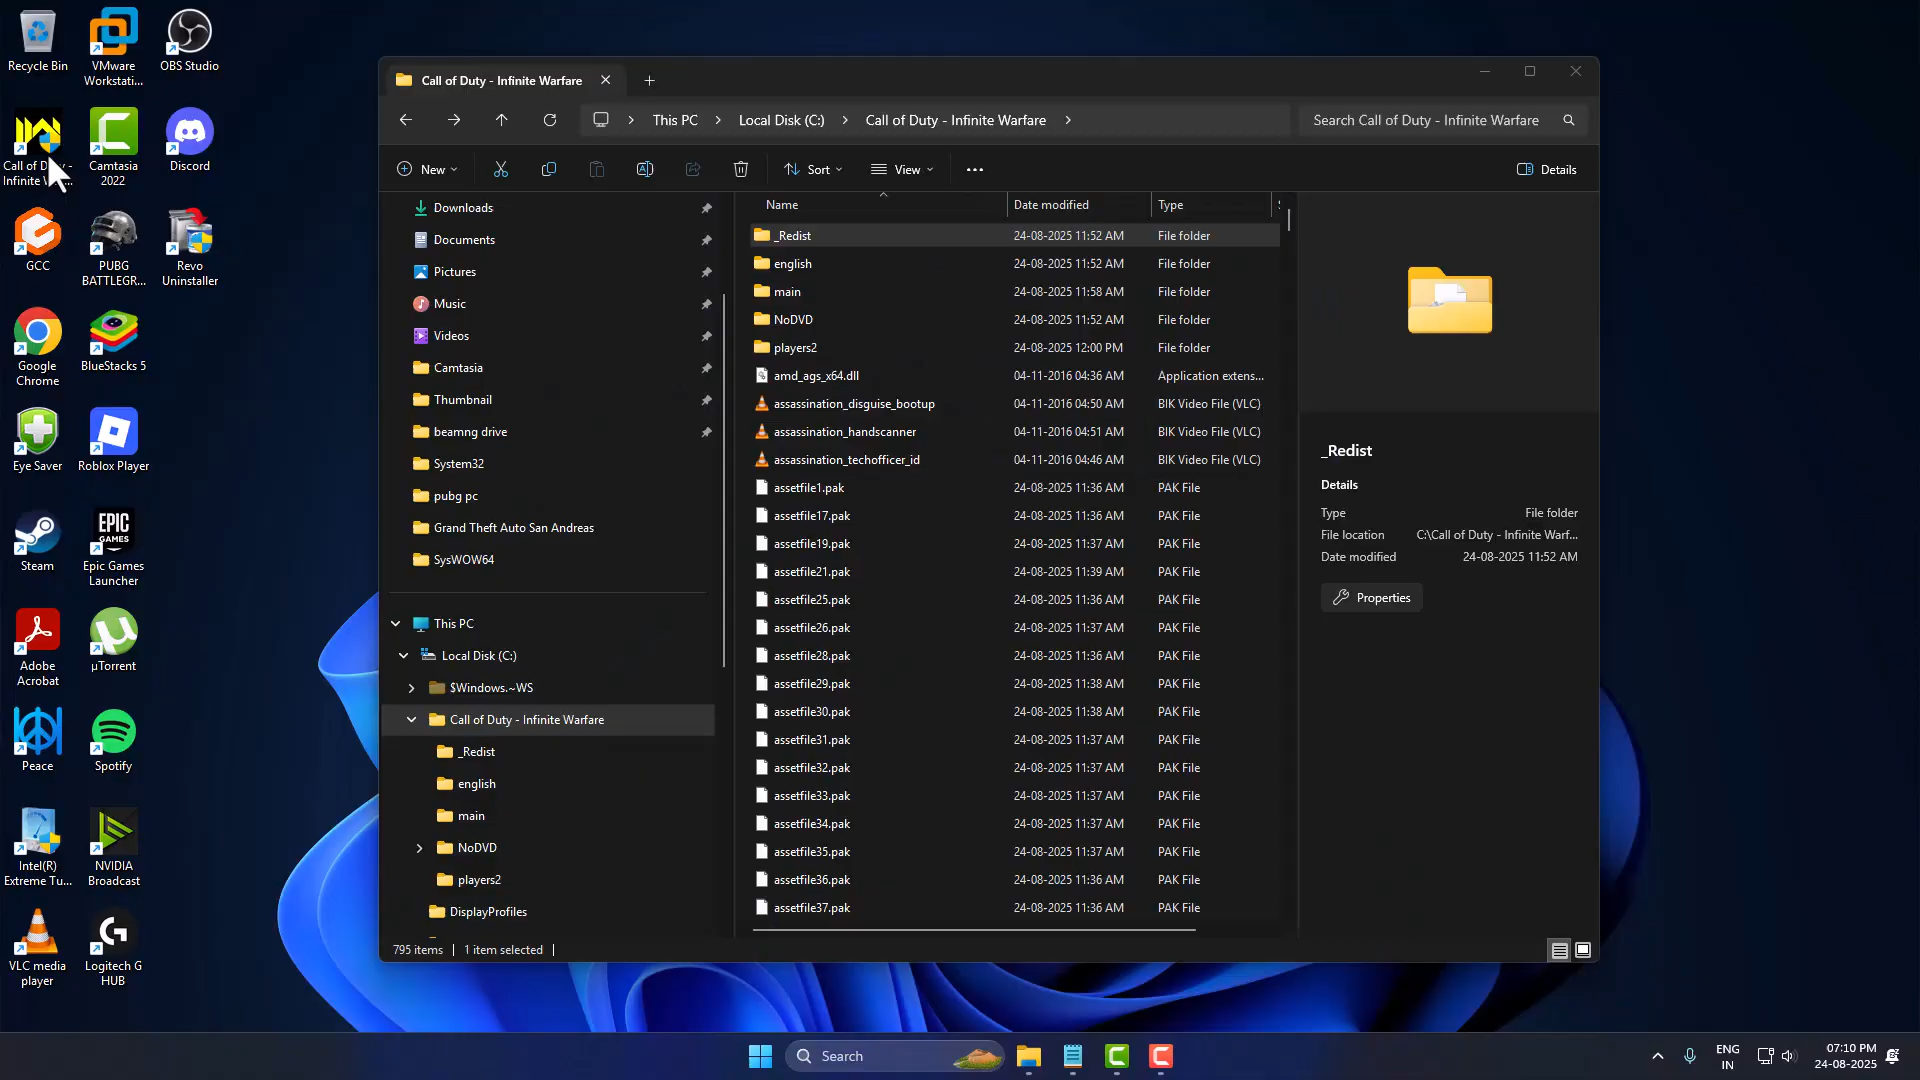 Recycle Bin
VMware
Workstati...
OBS Studio
Call of Du
Infinite
Camtasia
2022
Discord
GCC
PUBG
BATTLEGR...
Revo
Uninstaller
Google
Chrome
BlueStacks 5
Eye Saver
Roblox Player
Steam
EPIC
GAMES
Epic Games
Launcher
Adobe
Acrobat
µTorrent
Peace
Spotify
Intel(R)
Extreme Tu...
NVIDIA
Broadcast
VLC media
player
Logitech G
HUB
Call of Duty - Infinite Warfare
This PC
Local Disk (C:)
Call of Duty - Infinite Warfare
Search Call of Duty - Infinite Warfare
New
Sort
View
Details
Downloads
Documents
Pictures
Music
Videos
Camtasia
Thumbnail
beamng drive
System32
pubg pc
Grand Theft Auto San Andreas
SysWOW64
This PC
Local Disk (C:)
$Windows.~WS
Call of Duty - Infinite Warfare
_Redist
english
main
NoDVD
players2
DisplayProfiles
Name Date modified Type
_Redist 24-08-2025 11:52 AM File folder
english 24-08-2025 11:52 AM File folder
main 24-08-2025 11:58 AM File folder
NoDVD 24-08-2025 11:52 AM File folder
players2 24-08-2025 12:00 PM File folder
amd_ags_x64.dll 04-11-2016 04:36 AM Application extens...
assassination_disguise_bootup 04-11-2016 04:50 AM BIK Video File (VLC)
assassination_handscanner 04-11-2016 04:51 AM BIK Video File (VLC)
assassination_techofficer_id 04-11-2016 04:46 AM BIK Video File (VLC)
assetfile1.pak 24-08-2025 11:36 AM PAK File
assetfile17.pak 24-08-2025 11:36 AM PAK File
assetfile19.pak 24-08-2025 11:37 AM PAK File
assetfile21.pak 24-08-2025 11:39 AM PAK File
assetfile25.pak 24-08-2025 11:36 AM PAK File
assetfile26.pak 24-08-2025 11:37 AM PAK File
assetfile28.pak 24-08-2025 11:36 AM PAK File
assetfile29.pak 24-08-2025 11:38 AM PAK File
assetfile30.pak 24-08-2025 11:38 AM PAK File
assetfile31.pak 24-08-2025 11:37 AM PAK File
assetfile32.pak 24-08-2025 11:37 AM PAK File
assetfile33.pak 24-08-2025 11:37 AM PAK File
assetfile34.pak 24-08-2025 11:37 AM PAK File
assetfile35.pak 24-08-2025 11:37 AM PAK File
assetfile36.pak 24-08-2025 11:37 AM PAK File
assetfile37.pak 24-08-2025 11:36 AM PAK File
_Redist
Details
Type File folder
File location C:\Call of Duty - Infinite Warf...
Date modified 24-08-2025 11:52 AM
Properties
795 items 1 item selected
Search
ENG
IN
07:10 PM
24-08-2025